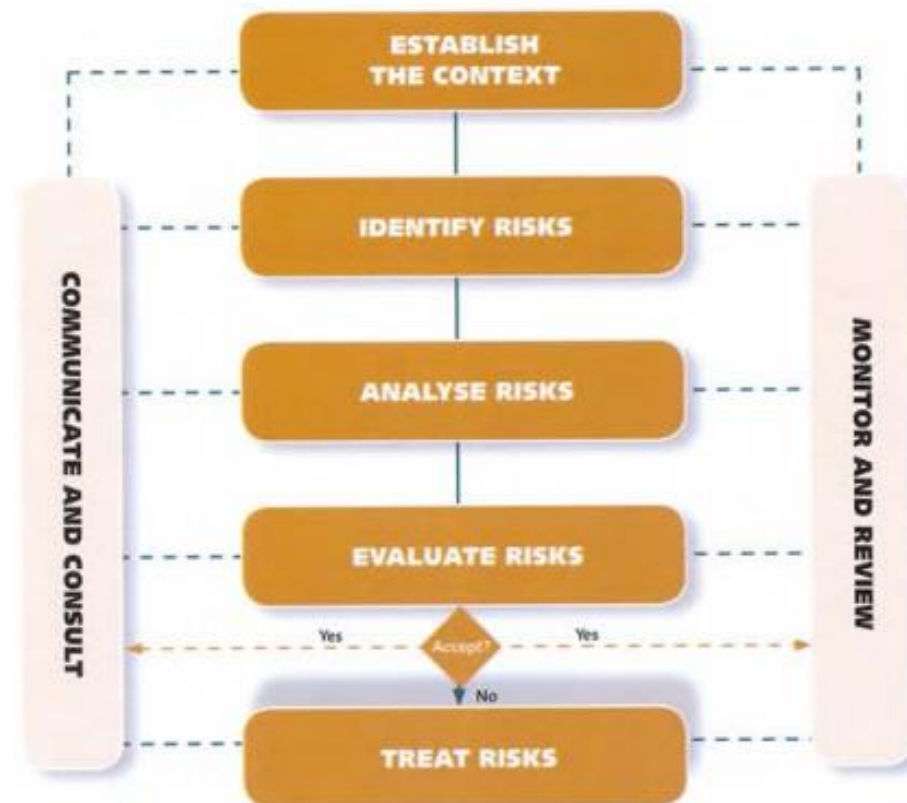 ESTABLISH
THE CONTEXT
IDENTIFY RISKS
COMMUNICATE AND CONSULT
MONITOR AND REVIEW
ANALYSE RISKS
EVALUATE RISKS
Yes
Accept?
Yes
No
TREAT RISKS